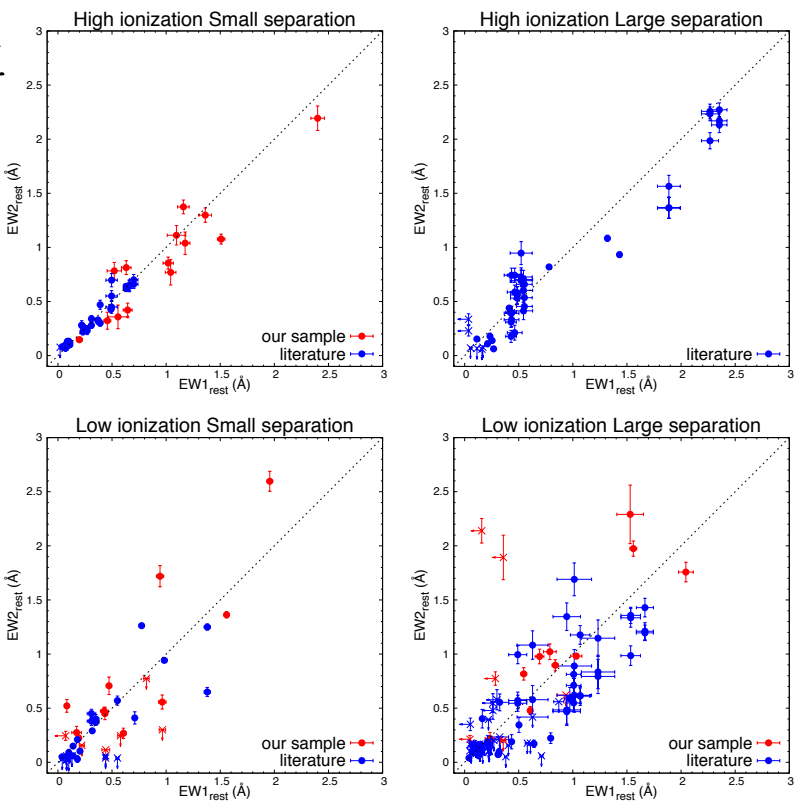 High ionization Small separation
High ionization Large separation
3
2.5
2
1.5
1
0.5
0
EW2rest (Å)
our sample
literature
0 0.5 1 1.5 2 2.5 3
EW1rest (Å)
3
2.5
2
1.5
1
0.5
0
EW2rest (Å)
literature
0 0.5 1 1.5 2 2.5 3
EW1rest (Å)
Low ionization Small separation
Low ionization Large separation
3
2.5
2
1.5
1
0.5
0
EW2rest (Å)
our sample
literature
0 0.5 1 1.5 2 2.5 3
EW1rest (Å)
3
2.5
2
1.5
1
0.5
0
EW2rest (Å)
our sample
literature
0 0.5 1 1.5 2 2.5 3
EW1rest (Å)